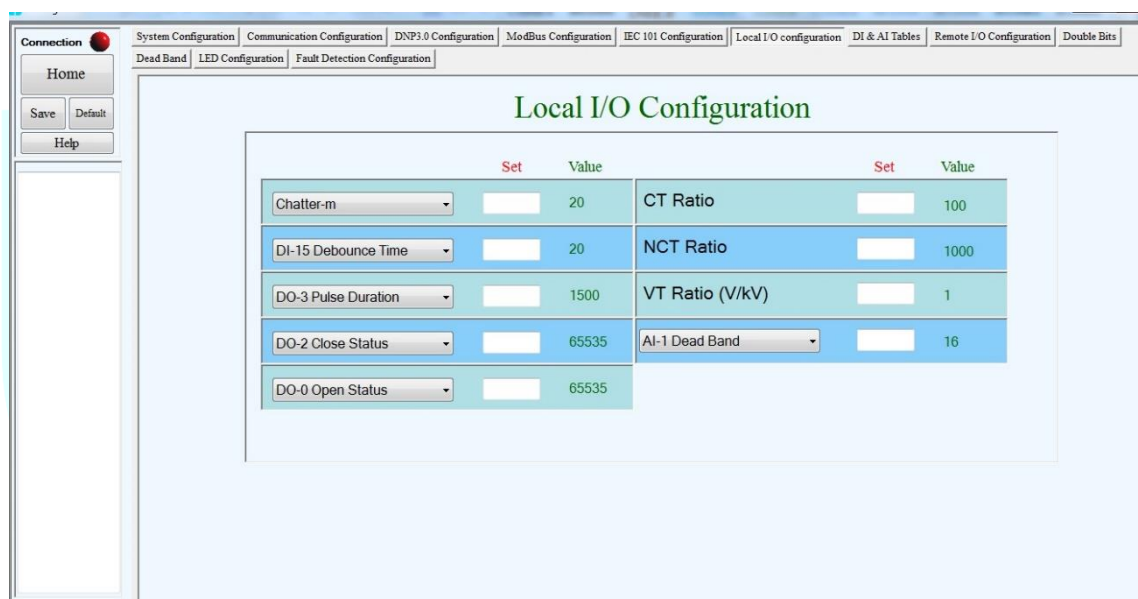 Connection
Home
Save Default
Help
System Configuration Communication Configuration DNP3.0 Configuration ModBus Configuration IEC 101 Configuration Local I/O configuration DI & AI Tables Remote I/O Configuration Double Bits
Dead Band LED Configuration Fault Detection Configuration
Local I/O Configuration
Set Value Set Value
Chatter-m 20 CT Ratio 100
DI-15 Debounce Time 20 NCT Ratio 1000
DO-3 Pulse Duration 1500 VT Ratio (V/kV) 1
DO-2 Close Status 65535 AI-1 Dead Band 16
DO-0 Open Status 65535